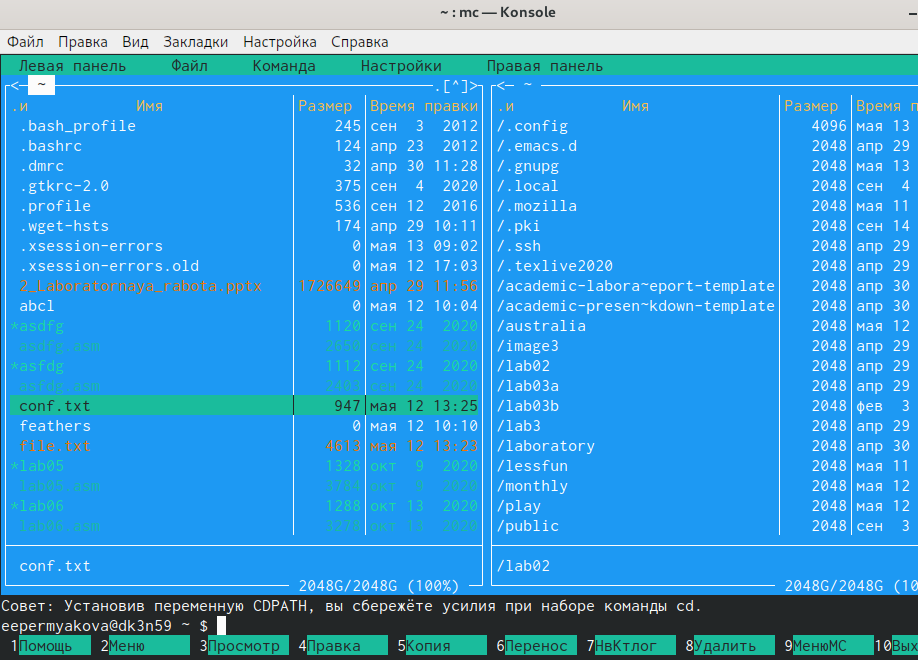 ~ : mc — Konsole
Файл Правка Вид Закладки Настройка Справка
Левая панель Файл Команда Настройки Правая панель
<- ~ .[^]> <- ~
.и Имя Размер Время правки .и Имя Размер Время п
.bash_profile 245 сен 3 2012 /.config 4096 мая 13
.bashrc 124 апр 23 2012 /.emacs.d 2048 апр 29
.dmrc 32 апр 30 11:28 /.gnupg 2048 мая 13
.gtkrc-2.0 375 сен 4 2020 /.local 2048 сен 4
.profile 536 сен 12 2016 /.mozilla 2048 мая 11
.wget-hsts 174 апр 29 10:11 /.pki 2048 сен 14
.xsession-errors 0 мая 13 09:02 /.ssh 2048 апр 29
.xsession-errors.old 0 мая 12 17:03 /.texlive2020 2048 апр 29
2_Laboratornaya_rabota.pptx 1726649 апр 29 11:56 /academic-labora~eport-template 2048 апр 30
abcl 0 мая 12 10:04 /academic-presen~kdown-template 2048 апр 30
*asdfg 1120 сен 24 2020 /australia 2048 мая 12
asdfg.asm 2650 сен 24 2020 /image3 2048 апр 29
*asfdg 1112 сен 24 2020 /lab02 2048 апр 29
asfdg.asm 2403 сен 24 2020 /lab03a 2048 апр 29
conf.txt 947 мая 12 13:25 /lab03b 2048 фев 3
feathers 0 мая 12 10:10 /lab3 2048 апр 29
file.txt 4613 мая 12 13:23 /laboratory 2048 апр 30
*lab05 1328 окт 9 2020 /lessfun 2048 мая 11
lab05.asm 3784 окт 9 2020 /monthly 2048 мая 12
*lab06 1288 окт 13 2020 /play 2048 мая 12
lab06.asm 3278 окт 13 2020 /public 2048 сен 3
conf.txt /lab02
2048G/2048G (100%) 2048G/2048G (10
Совет: Установив переменную CDPATH, вы сбережёте усилия при наборе команды cd.
eepermyakova@dk3n59 ~ $
1Помощь 2Меню 3Просмотр 4Правка 5Копия 6Перенос 7НвКтлог 8Удалить 9МенюMC 10Вых